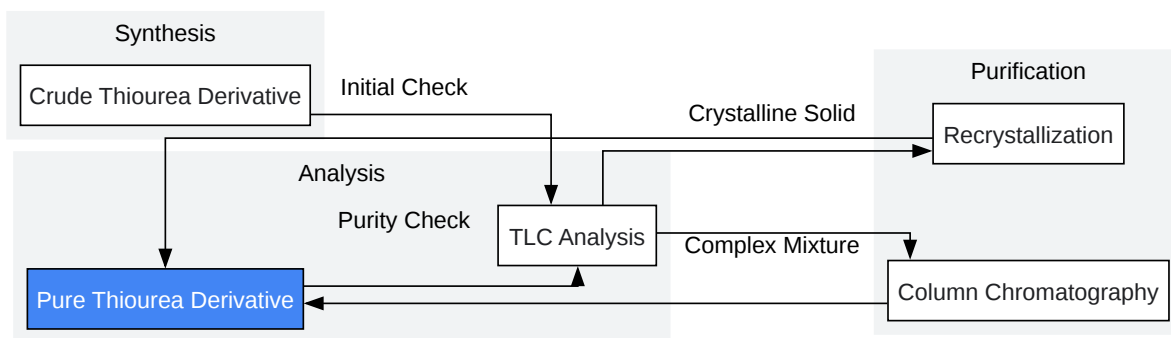 Synthesis
Crude Thiourea Derivative
Initial Check
Purification
Crystalline Solid
Recrystallization
Analysis
Purity Check
TLC Analysis
Complex Mixture
Pure Thiourea Derivative
Column Chromatography